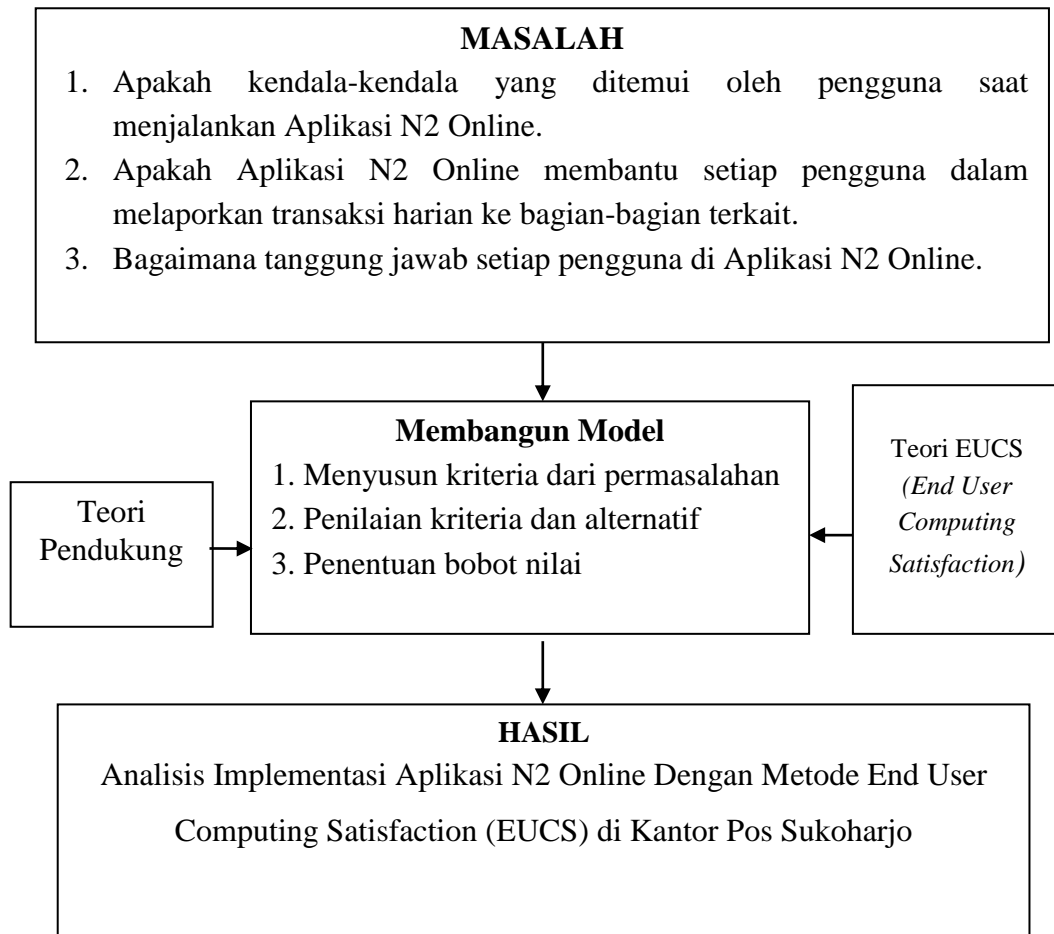 MASALAH
1. Apakah kendala-kendala yang ditemui oleh pengguna saat
menjalankan Aplikasi N2 Online.
2. Apakah Aplikasi N2 Online membantu setiap pengguna dalam
melaporkan transaksi harian ke bagian-bagian terkait.
3. Bagaimana tanggung jawab setiap pengguna di Aplikasi N2 Online.
Teori
Pendukung
Membangun Model
1. Menyusun kriteria dari permasalahan
2. Penilaian kriteria dan alternatif
3. Penentuan bobot nilai
Teori EUCS
(End User
Computing
Satisfaction)
HASIL
Analisis Implementasi Aplikasi N2 Online Dengan Metode End User
Computing Satisfaction (EUCS) di Kantor Pos Sukoharjo